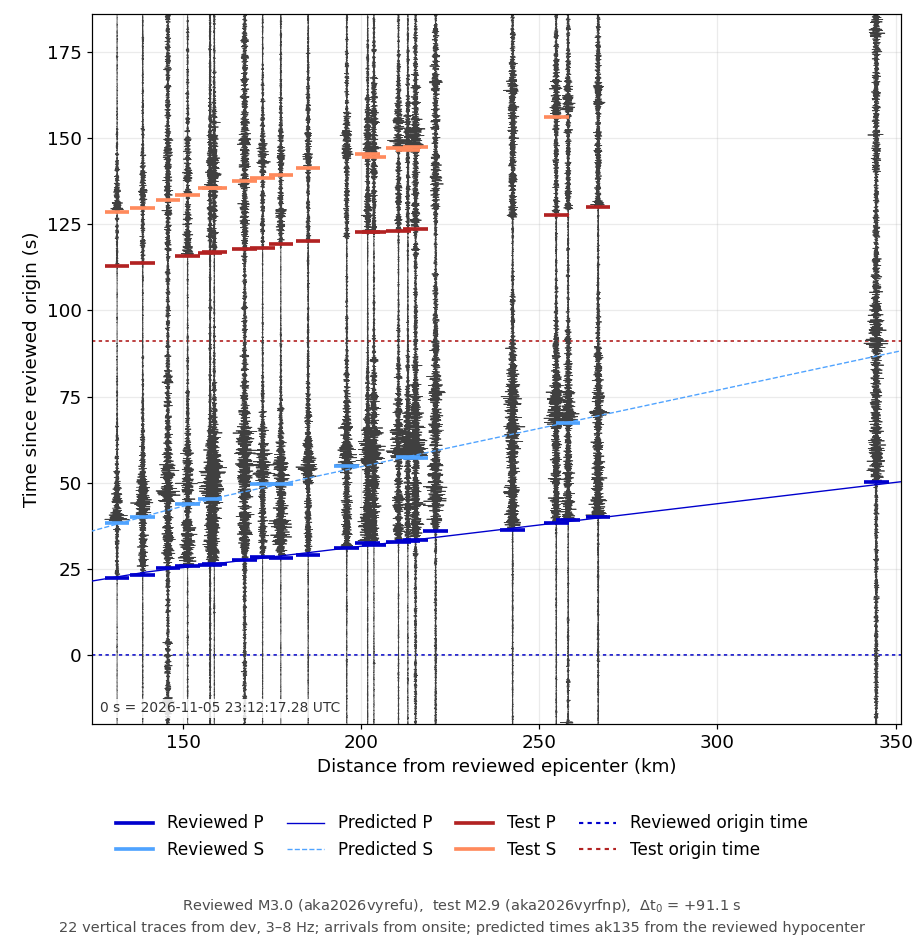 175
150
125
100
75
50
25
0
Time since reviewed origin (s)
0 s = 2026-11-05 23:12:17.28 UTC
150 200 250 300 350
Distance from reviewed epicenter (km)
Reviewed P Predicted P Test P Reviewed origin time
Reviewed S Predicted S Test S Test origin time
Reviewed M3.0 (aka2026vyrefu), test M2.9 (aka2026vyrfnp), Δt₀ = +91.1 s
22 vertical traces from dev, 3–8 Hz; arrivals from onsite; predicted times ak135 from the reviewed hypocenter